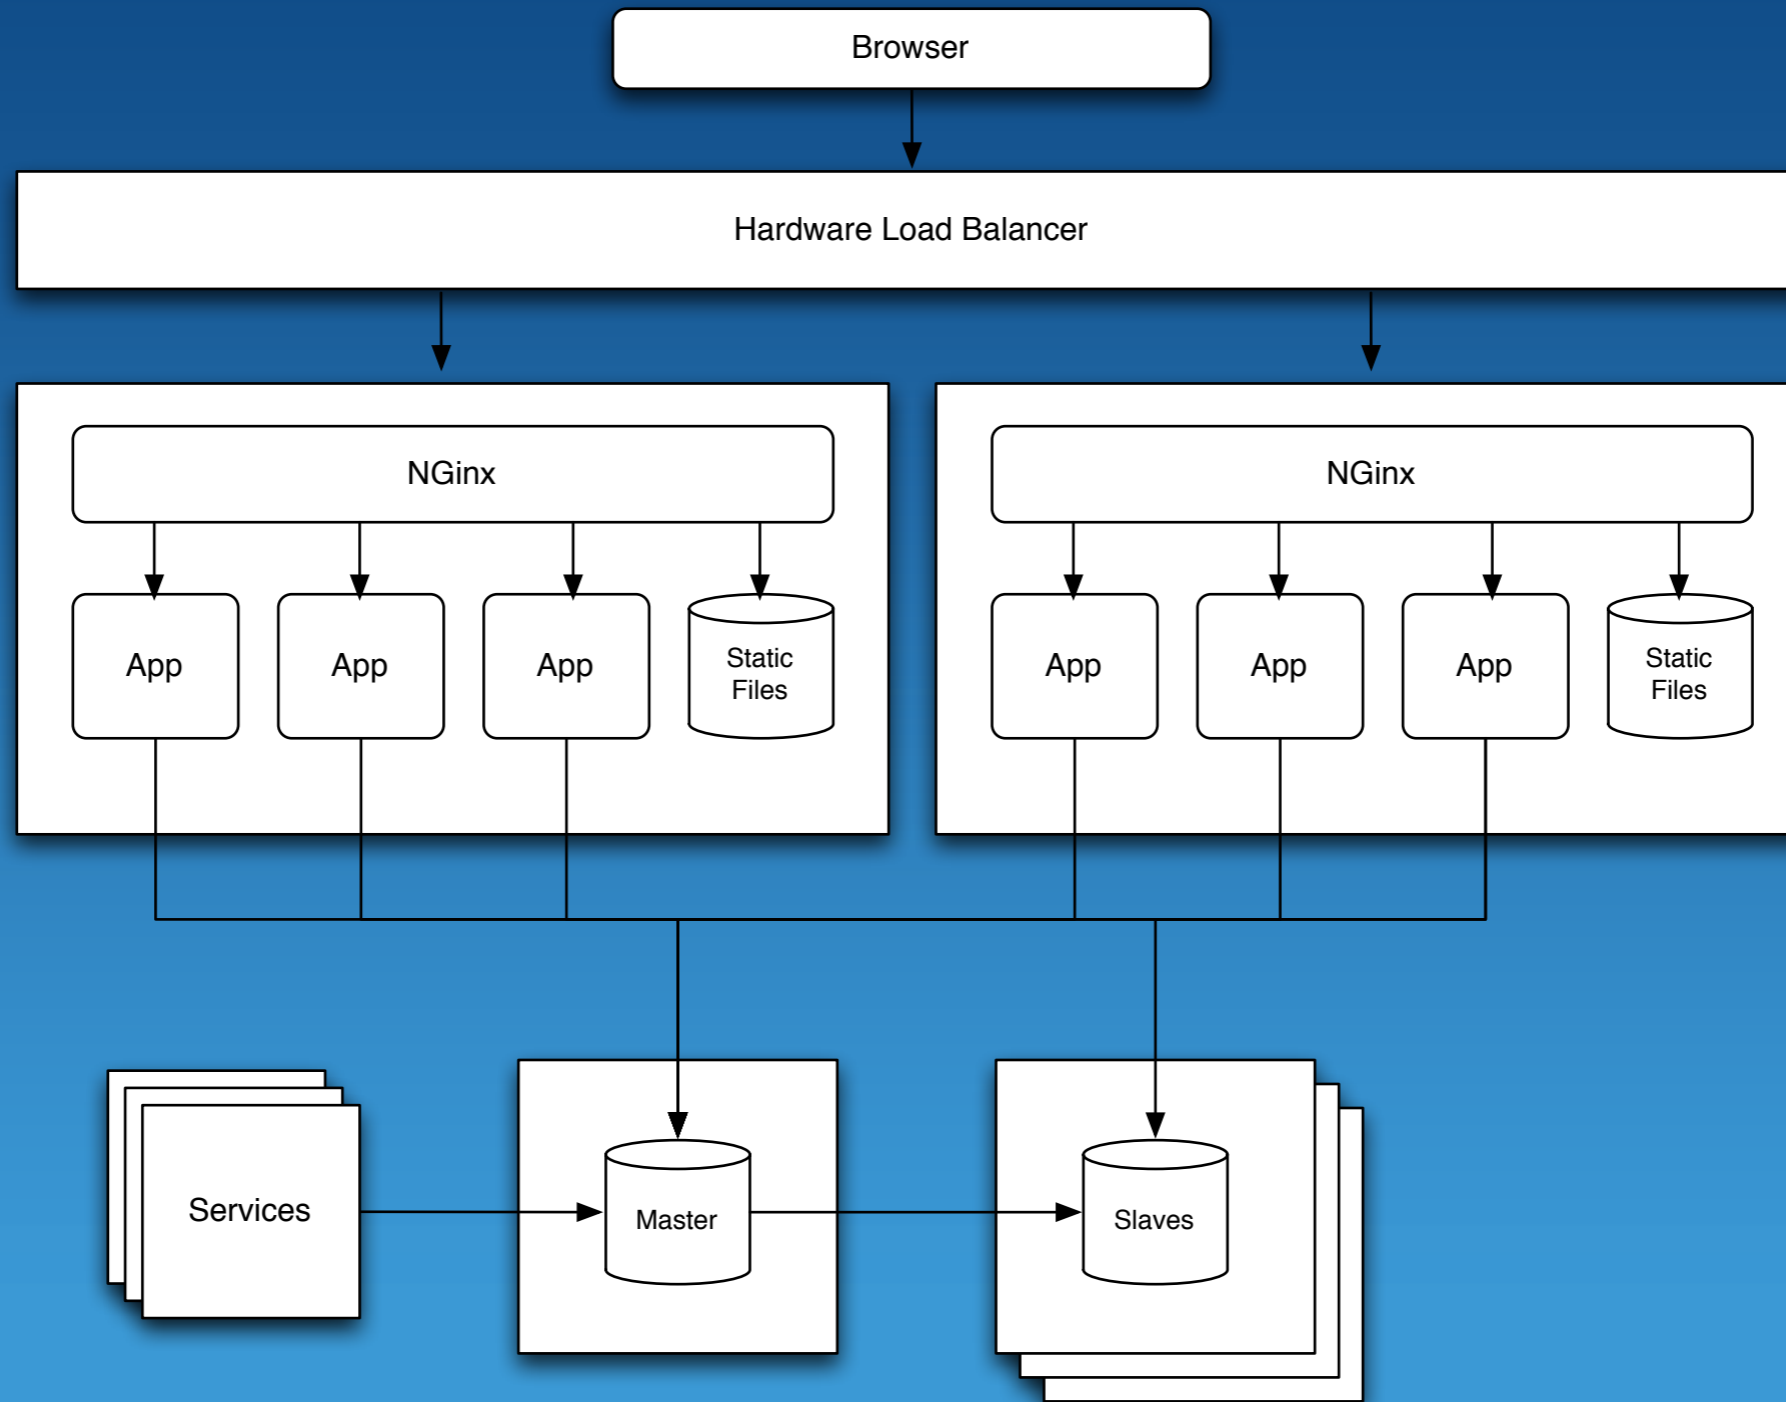 Browser
Hardware Load Balancer
NGinx
NGinx
App
App
App
Static
Files
App
App
App
Static
Files
Services
Master
Slaves